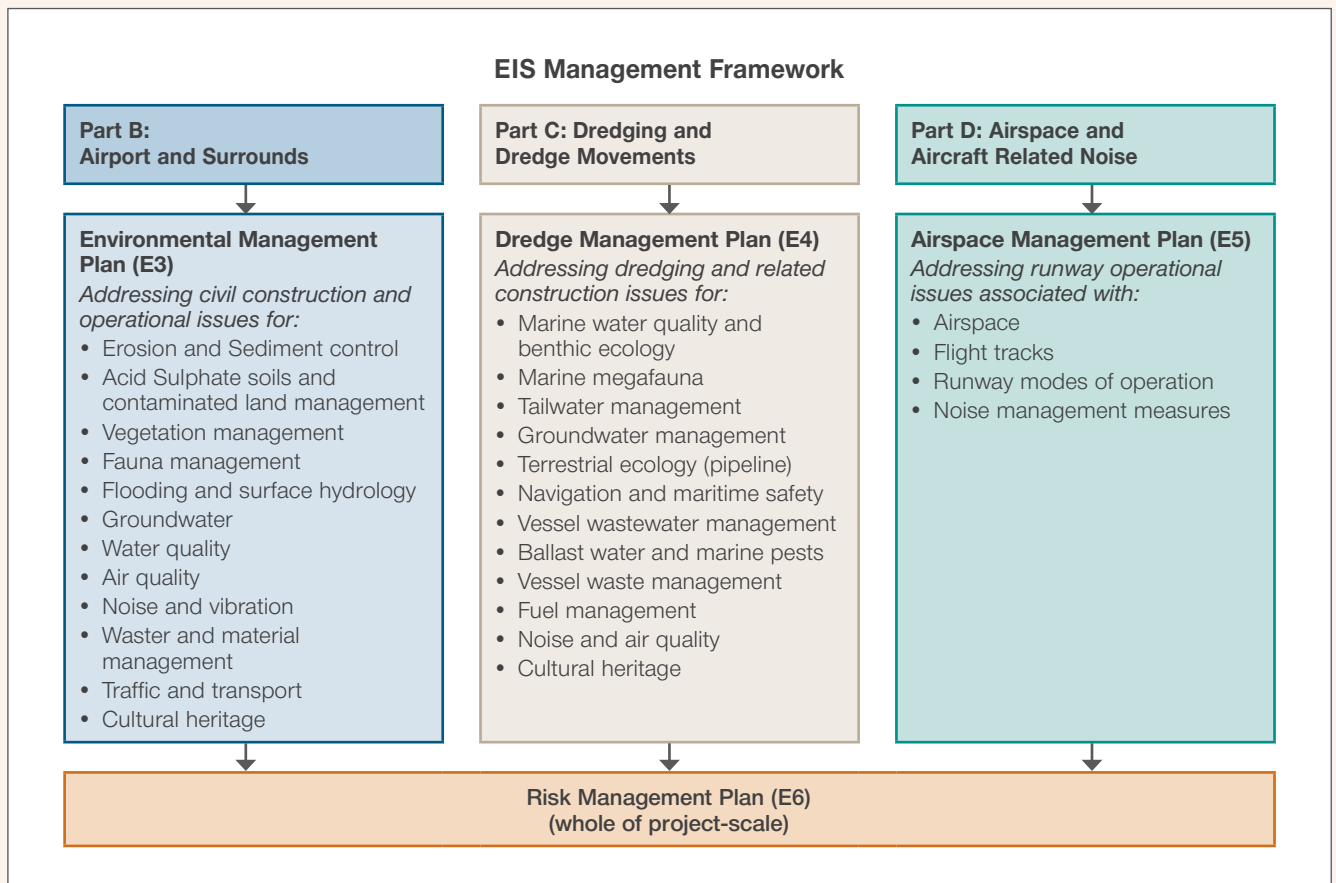 EIS Management Framework
Part B:
Airport and Surrounds
Environmental Management
Plan (E3)
Addressing civil construction and
operational issues for:
• Erosion and Sediment control
• Acid Sulphate soils and
contaminated land management
• Vegetation management
• Fauna management
• Flooding and surface hydrology
• Groundwater
• Water quality
• Air quality
• Noise and vibration
• Waster and material
management
• Traffic and transport
• Cultural heritage
Part C: Dredging and
Dredge Movements
Dredge Management Plan (E4)
Addressing dredging and related
construction issues for:
• Marine water quality and
benthic ecology
• Marine megafauna
• Tailwater management
• Groundwater management
• Terrestrial ecology (pipeline)
• Navigation and maritime safety
• Vessel wastewater management
• Ballast water and marine pests
• Vessel waste management
• Fuel management
• Noise and air quality
• Cultural heritage
Part D: Airspace and
Aircraft Related Noise
Airspace Management Plan (E5)
Addressing runway operational
issues associated with:
• Airspace
• Flight tracks
• Runway modes of operation
• Noise management measures
Risk Management Plan (E6)
(whole of project-scale)